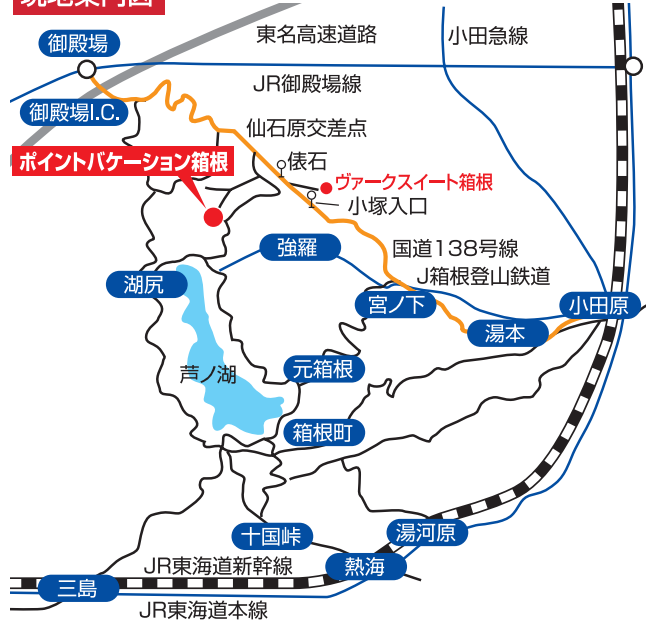 現地案内図
東名高速道路
小田急線
御殿場
JR御殿場線
御殿場I.C.
仙石原交差点
俵石
ポイントバケーション箱根
ヴァークスイート箱根
小塚入口
強羅
国道138号線
J箱根登山鉄道
湖尻
宮ノ下
小田原
湯本
元箱根
芦ノ湖
箱根町
十国峠
湯河原
JR東海道新幹線
熱海
三島
JR東海道本線